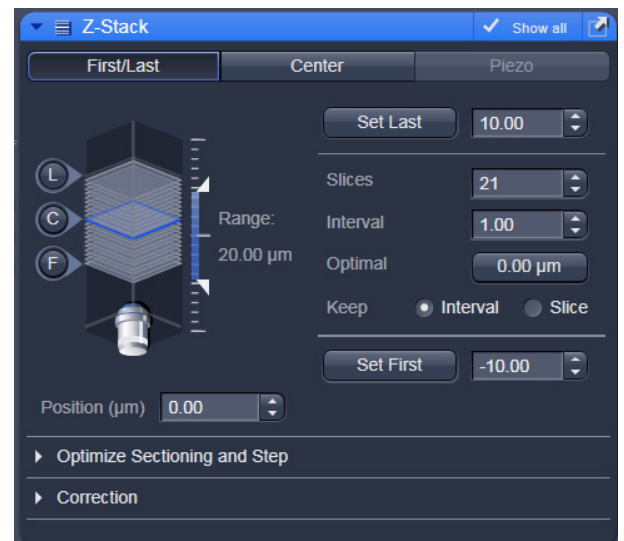 Z-Stack Show all
First/Last Center Piezo
Set Last 10.00
L
Slices 21
C Range: Interval 1.00
20.00 µm
F Optimal 0.00 µm
Keep Interval Slice
Set First -10.00
Position (µm) 0.00
Optimize Sectioning and Step
Correction